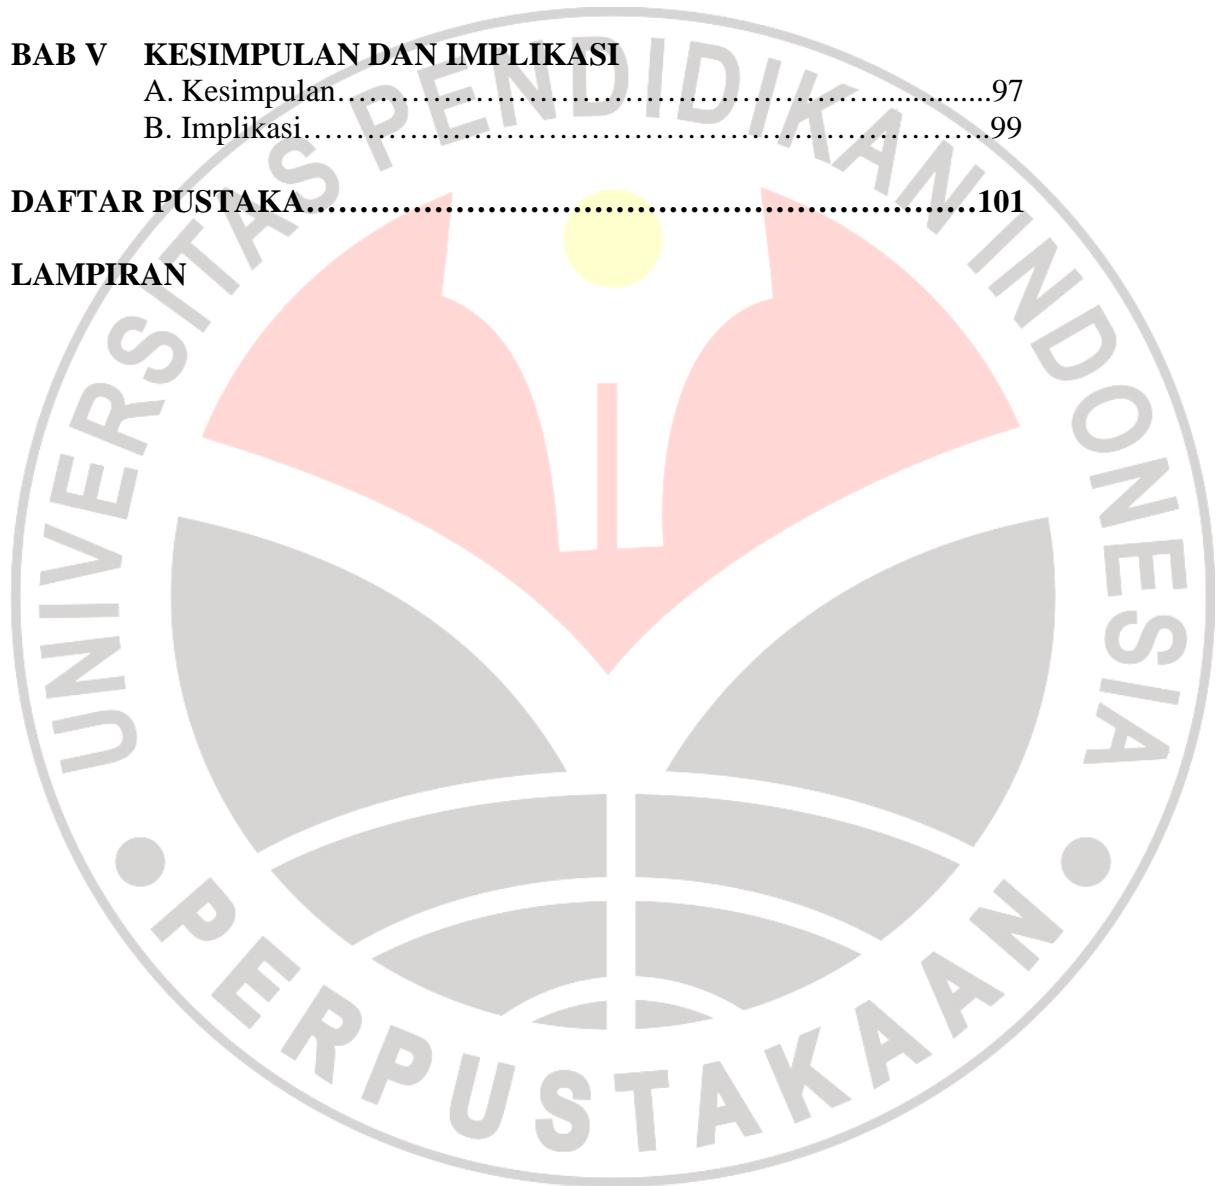 BAB V KESIMPULAN DAN IMPLIKASI
A. Kesimpulan……………………………………………..............97
B. Implikasi………………………………………………………...99
DAFTAR PUSTAKA………………………………………………………101
LAMPIRAN
UNIVERSITAS PENDIDIKAN INDONESIA
PERPUSTAKAAN